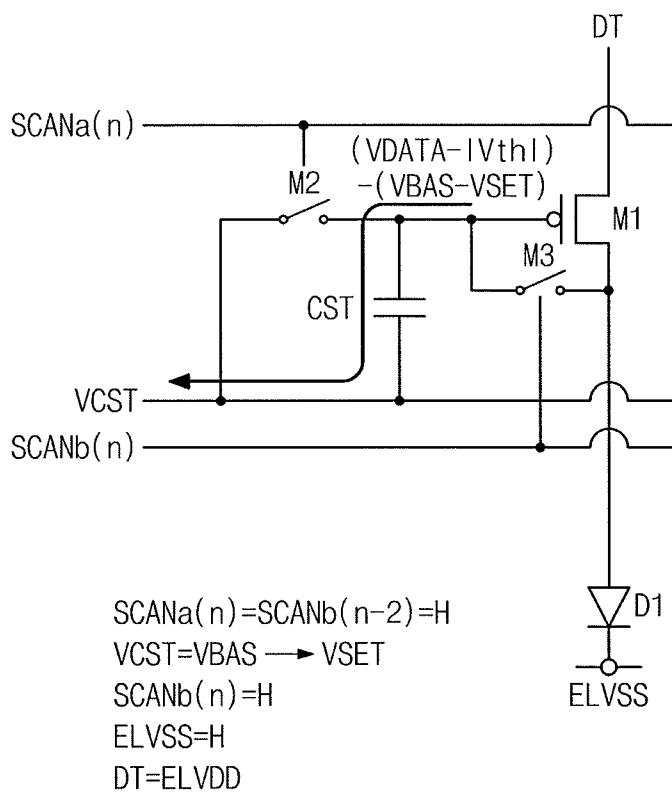 DT
SCANa(n)
(VDATA-|Vth|)
-(VBAS-VSET)
M2
M1
M3
CST
VCST
SCANb(n)
D1
ELVSS
SCANa(n)=SCANb(n-2)=H
VCST=VBAS → VSET
SCANb(n)=H
ELVSS=H
DT=ELVDD